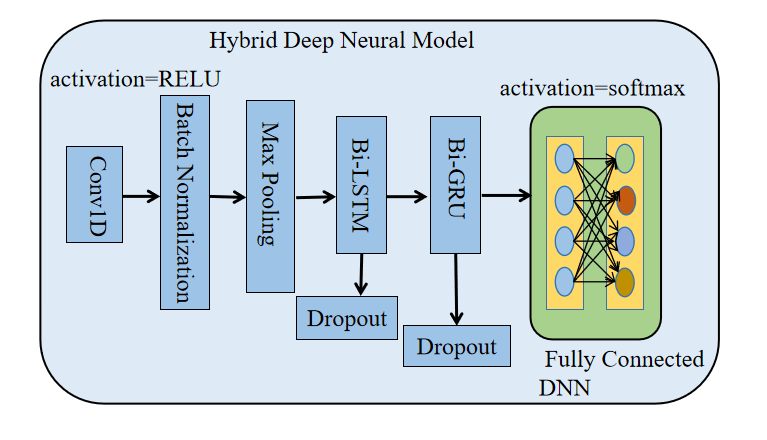 Hybrid Deep Neural Model
activation=RELU
activation=softmax
Conv1D
Batch Normalization
Max Pooling
Bi-LSTM
Bi-GRU
Dropout
Dropout
Fully Connected
DNN